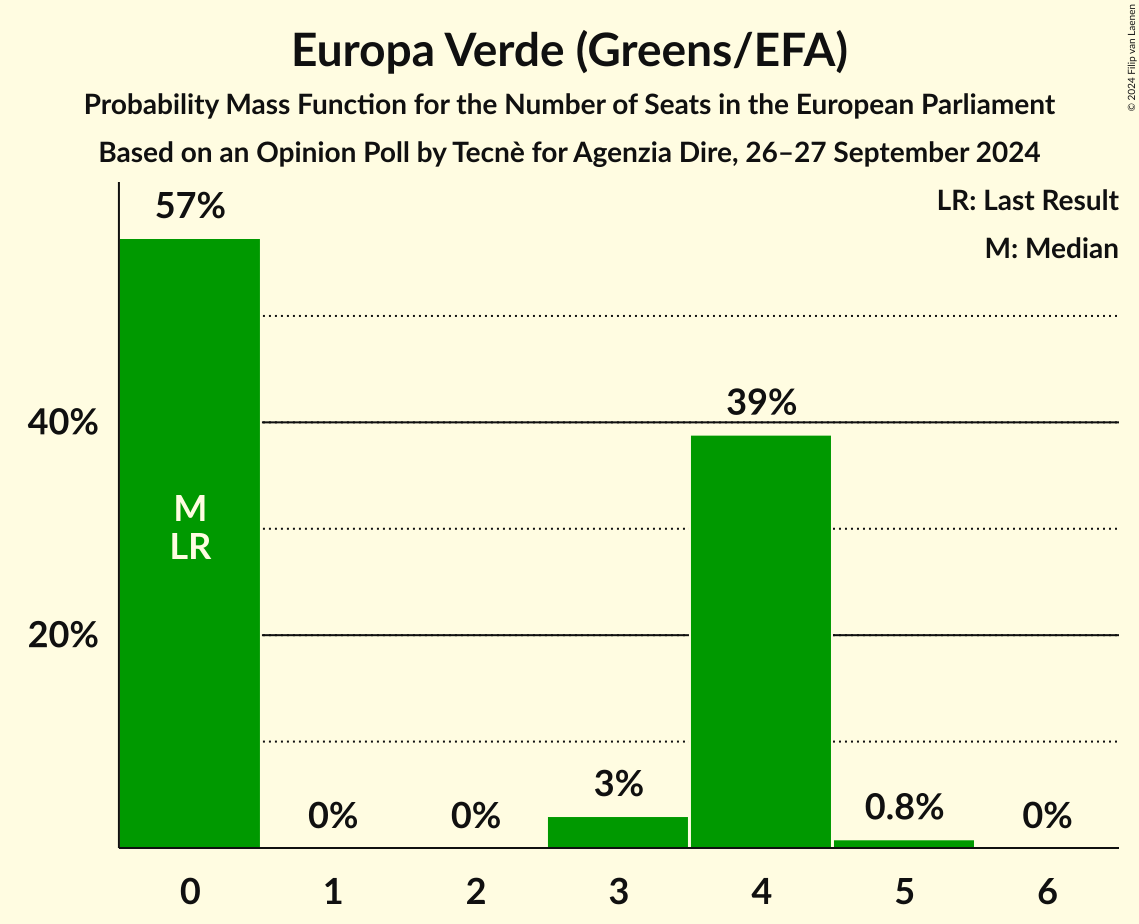 Europa Verde (Greens/EFA)
Probability Mass Function for the Number of Seats in the European Parliament
Based on an Opinion Poll by Tecnè for Agenzia Dire, 26–27 September 2024
© 2024 Filip van Laenen
LR: Last Result
M: Median
57%
40%
39%
M
LR
20%
3%
0.8%
0%
0%
0%
0
1
2
3
4
5
6